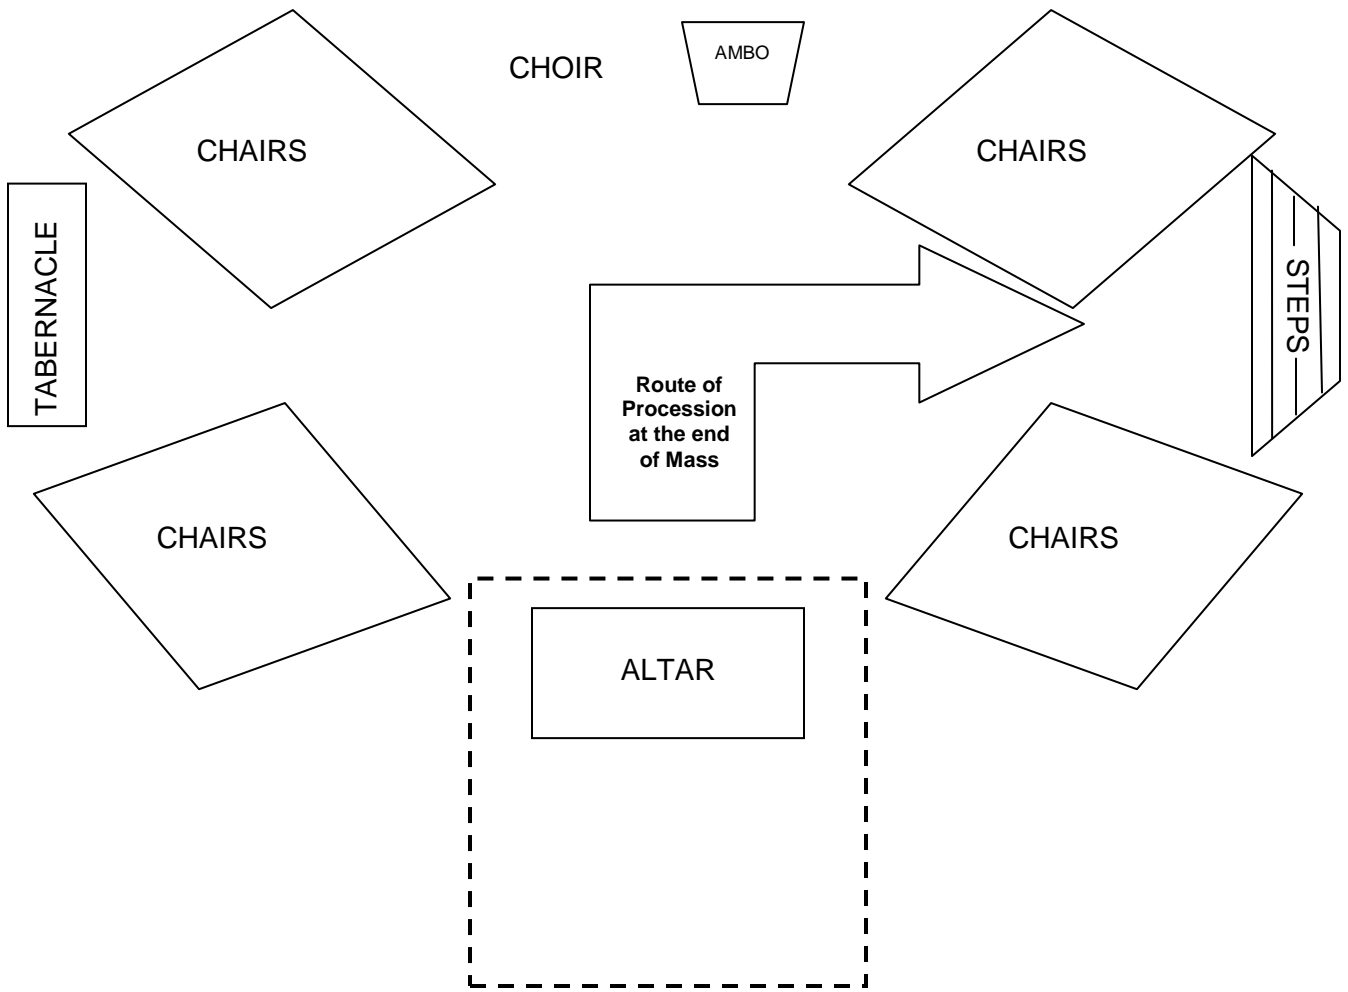 AMBO
CHOIR
CHAIRS
CHAIRS
TABERNACLE
STEPS
Route of
Procession
at the end
of Mass
CHAIRS
CHAIRS
ALTAR